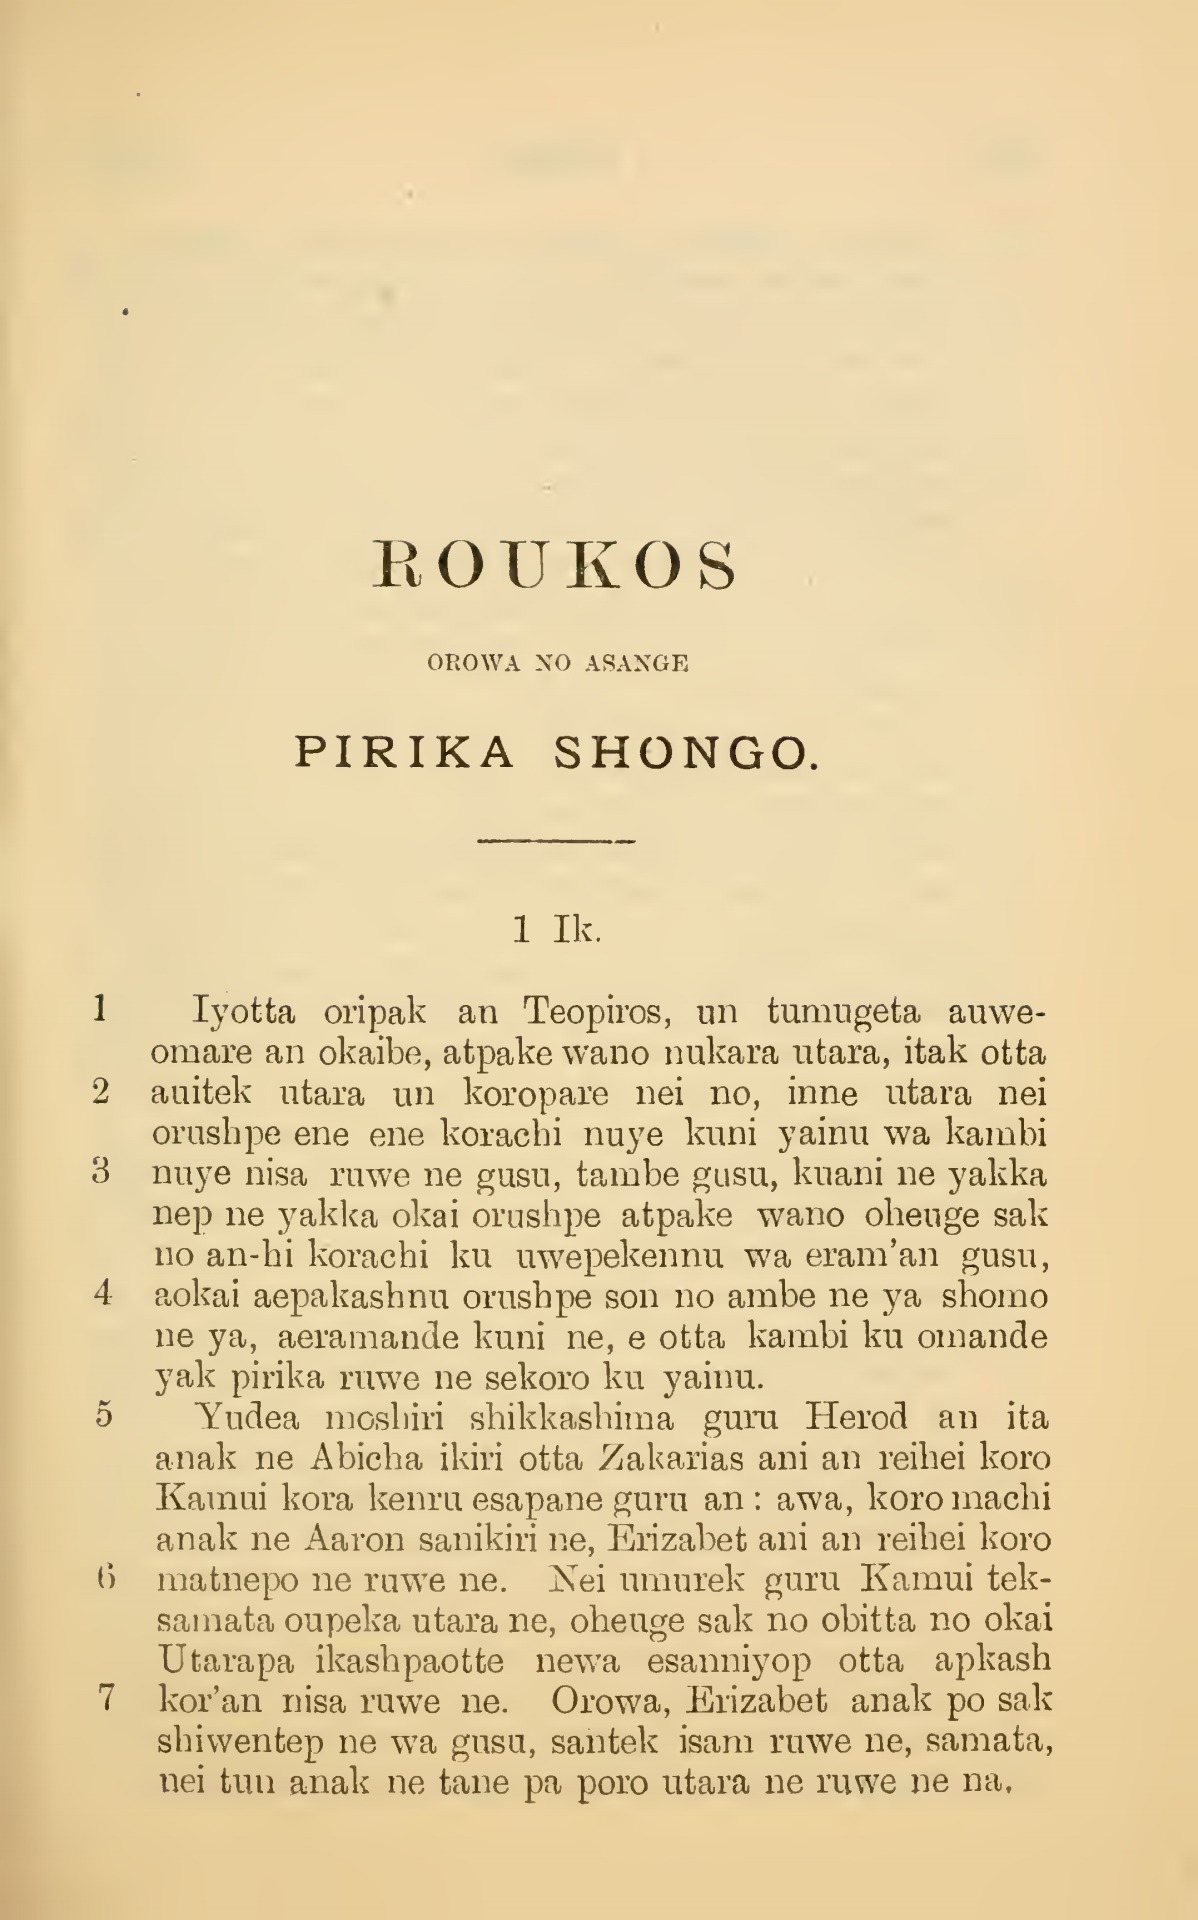 ROUKOS
OROWA NO ASANGE
PIRIKA SHONGO.
1 Ik.
1 Iyotta oripak an Teopiros, un tumugeta auwe-
omare an okaibe, atpake wano nukara utara, itak otta
2 auitek utara un koropare nei no, inne utara nei
orushpe ene ene korachi nuye kuni yainu wa kambi
3 nuye nisa ruwe ne gusu, tambe gusu, kuani ne yakka
nep ne yakka okai orushpe atpake wano oheuge sak
no an-hi korachi ku uwepekennu wa eram'an gusu,
4 aokai aepakashnu orushpe son no ambe ne ya shomo
ne ya, aeramande kuni ne, e otta kambi ku omande
yak pirika ruwe ne sekoro ku yainu.
5 Yudea moshiri shikkashima guru Herod an ita
anak ne Abicha ikiri otta Zakarias ani an reihei koro
Kamui kora kenru esapane guru an : awa, koro machi
anak ne Aaron sanikiri ne, Erizabet ani an reihei koro
6 matnepo ne ruwe ne. Nei umurek guru Kamui tek-
samata oupeka utara ne, oheuge sak no obitta no okai
Utarapa ikashpaotte newa esanniyop otta apkash
7 kor'an nisa ruwe ne. Orowa, Erizabet anak po sak
shiwentep ne wa gusu, santek isam ruwe ne, samata,
nei tun anak ne tane pa poro utara ne ruwe ne na.